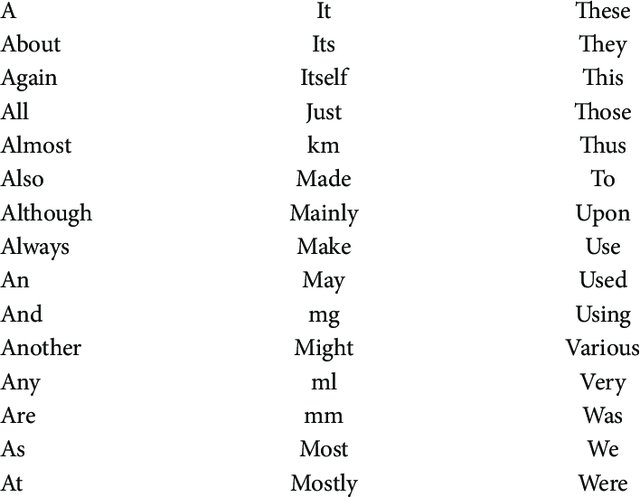 A It These
About Its They
Again Itself This
All Just Those
Almost km Thus
Also Made To
Although Mainly Upon
Always Make Use
An May Used
And mg Using
Another Might Various
Any ml Very
Are mm Was
As Most We
At Mostly Were